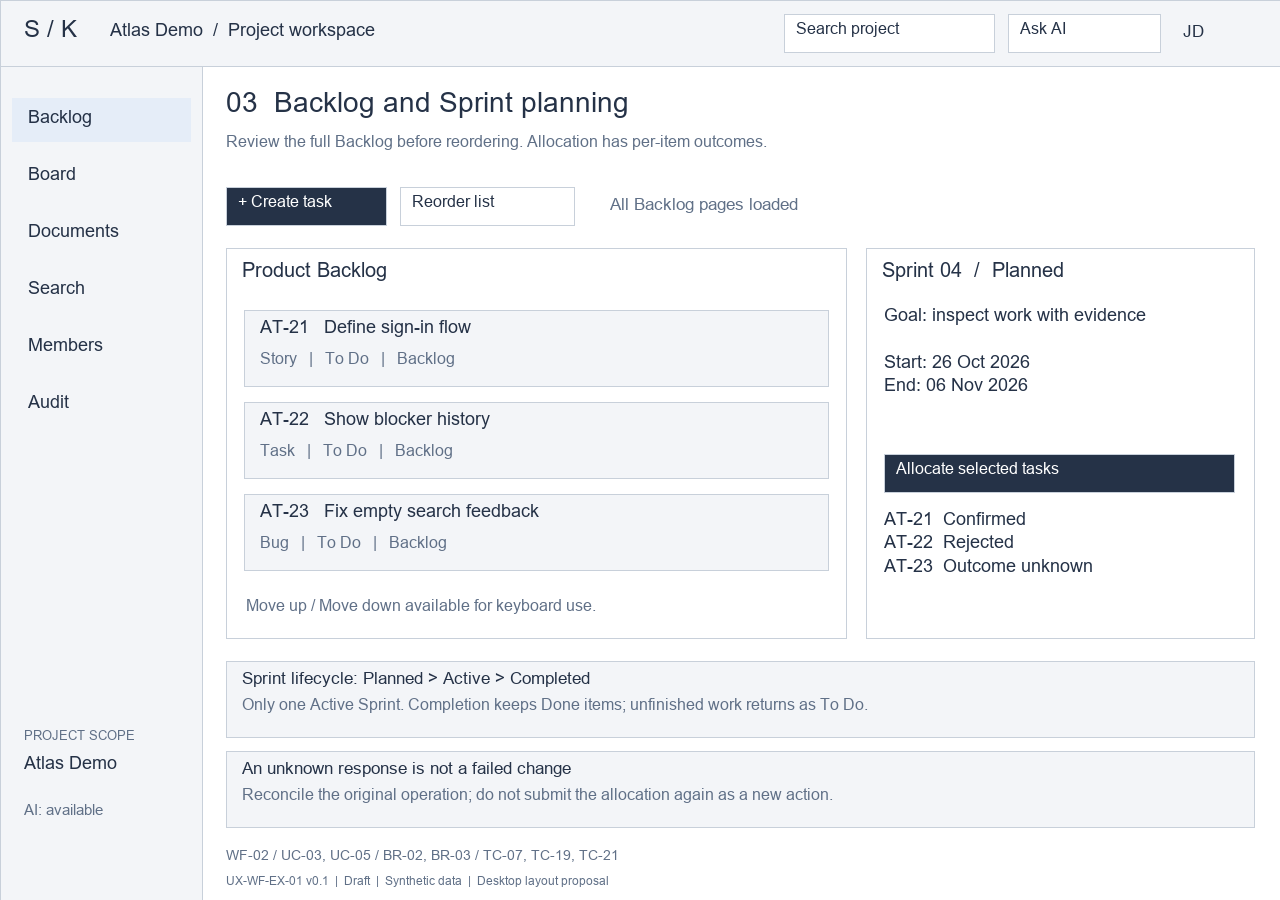 S / K
Atlas Demo / Project workspace
Search project
Ask AI
JD
Backlog
Board
Documents
Search
Members
Audit
PROJECT SCOPE
Atlas Demo
AI: available
03 Backlog and Sprint planning
Review the full Backlog before reordering. Allocation has per-item outcomes.
+ Create task
Reorder list
All Backlog pages loaded
Product Backlog
AT-21 Define sign-in flow
Story | To Do | Backlog
AT-22 Show blocker history
Task | To Do | Backlog
AT-23 Fix empty search feedback
Bug | To Do | Backlog
Move up / Move down available for keyboard use.
Sprint 04 / Planned
Goal: inspect work with evidence
Start: 26 Oct 2026
End: 06 Nov 2026
Allocate selected tasks
AT-21 Confirmed
AT-22 Rejected
AT-23 Outcome unknown
Sprint lifecycle: Planned > Active > Completed
Only one Active Sprint. Completion keeps Done items; unfinished work returns as To Do.
An unknown response is not a failed change
Reconcile the original operation; do not submit the allocation again as a new action.
WF-02 / UC-03, UC-05 / BR-02, BR-03 / TC-07, TC-19, TC-21
UX-WF-EX-01 v0.1 | Draft | Synthetic data | Desktop layout proposal